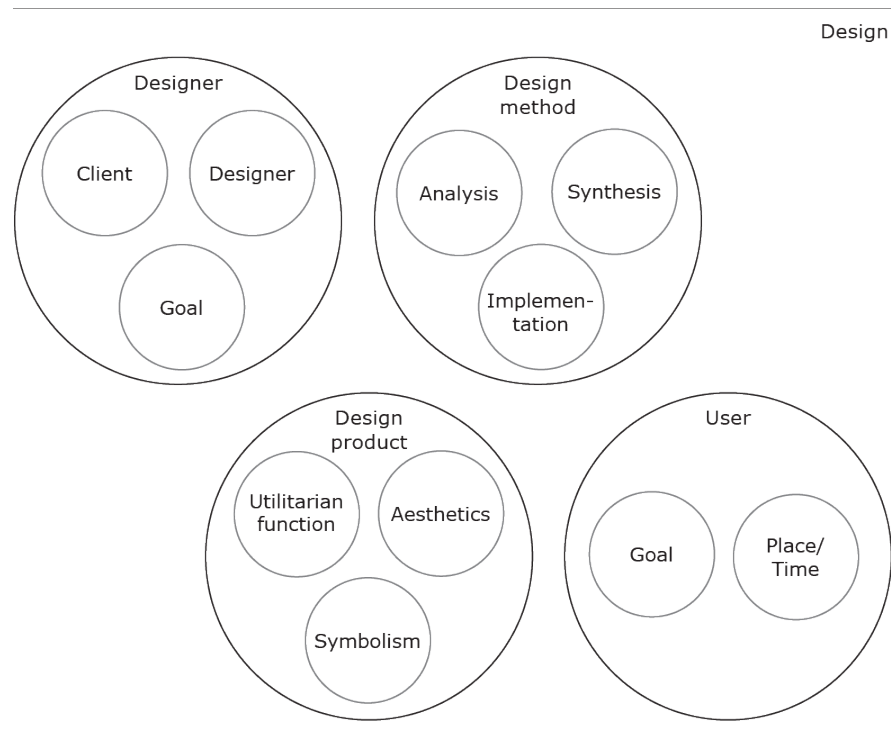 Design
Designer
Client
Designer
Goal
Design
method
Analysis
Synthesis
Implemen-
tation
Design
product
Utilitarian
function
Aesthetics
Symbolism
User
Goal
Place/
Time